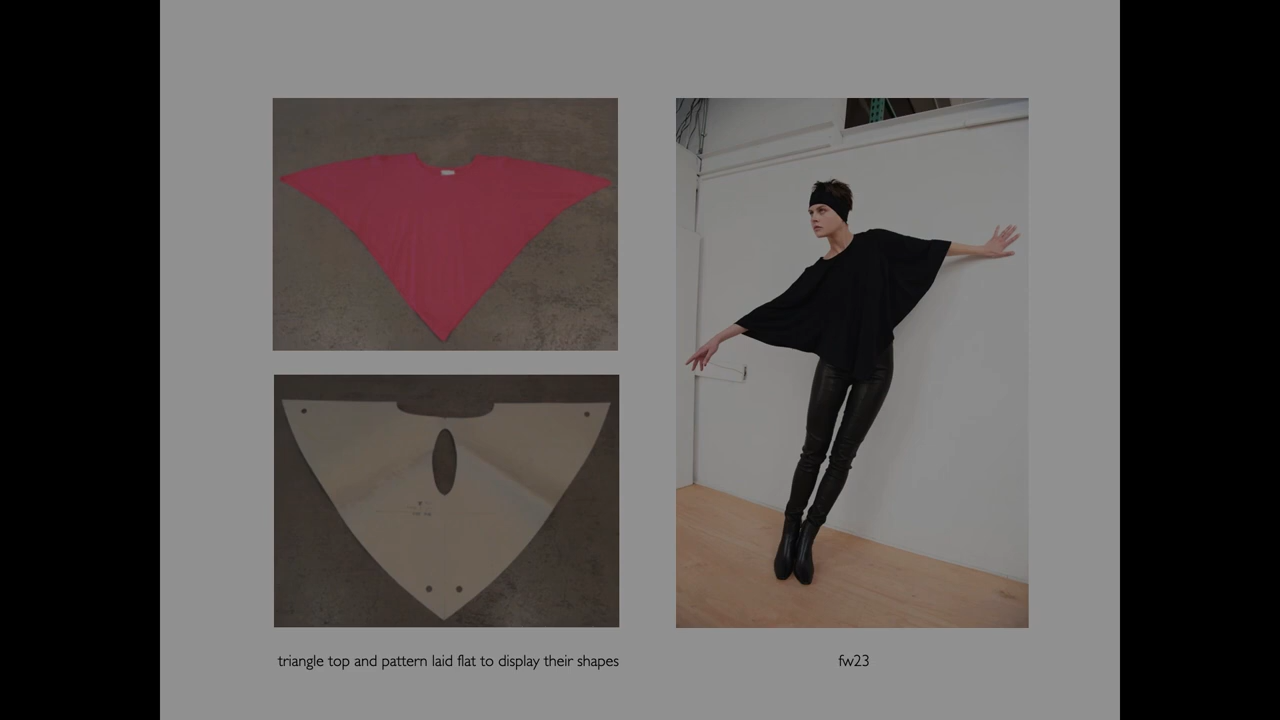 triangle top and pattern laid flat to display their shapes
fw23